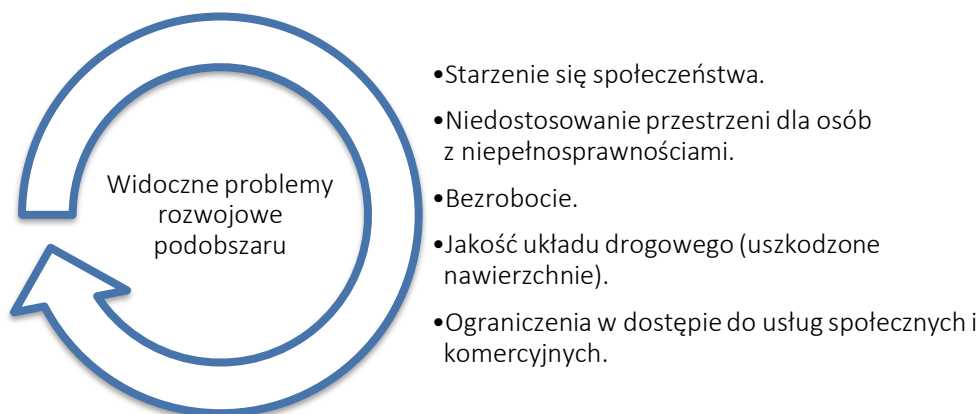 Widoczne problemy
rozwojowe
podobszaru
•Starzenie się społeczeństwa.
•Niedostosowanie przestrzeni dla osób
z niepełnosprawnościami.
•Bezrobocie.
•Jakość układu drogowego (uszkodzone
nawierzchnie).
•Ograniczenia w dostępie do usług społecznych i
komercyjnych.